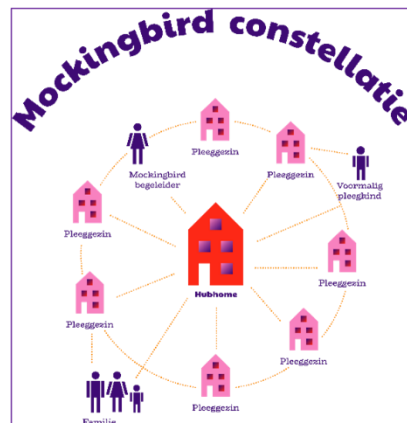 Mockingbird constellatie
Pleeggezin
Pleeggezin
Mockingbird
begeleider
Voormalig
pleegkind
Pleeggezin
Pleeggezin
Hubhome
Pleeggezin
Pleeggezin
Pleeggezin
Familie